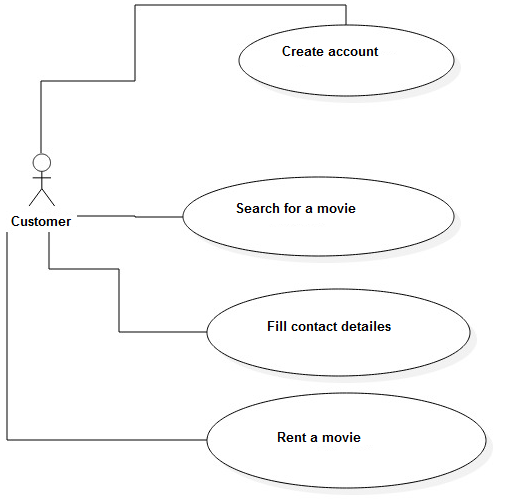 Create account
Search for a movie
Customer
Fill contact detailes
Rent a movie